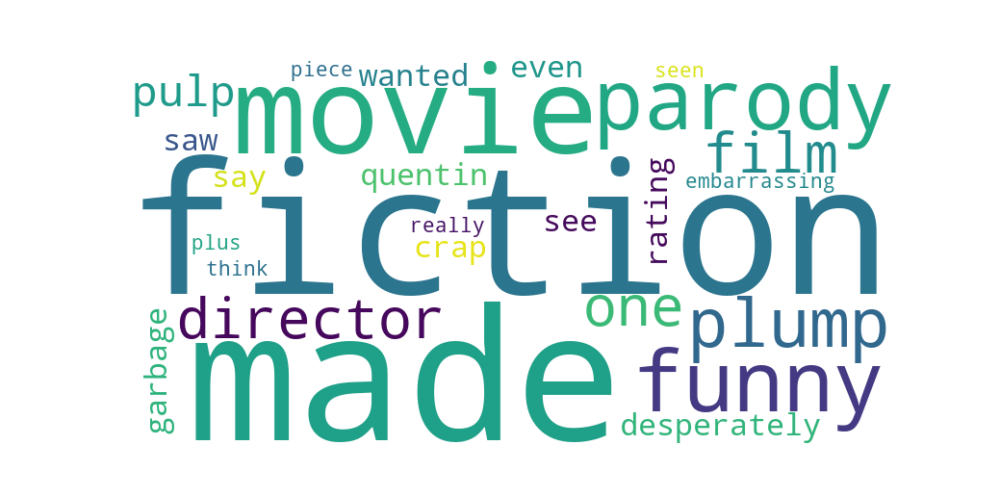 piece wanted even seen
pulp movie parody
saw film
say quentin rating embarrassing
fiction
really see
plus crap
think
director one plump
garbage made funny
desperately